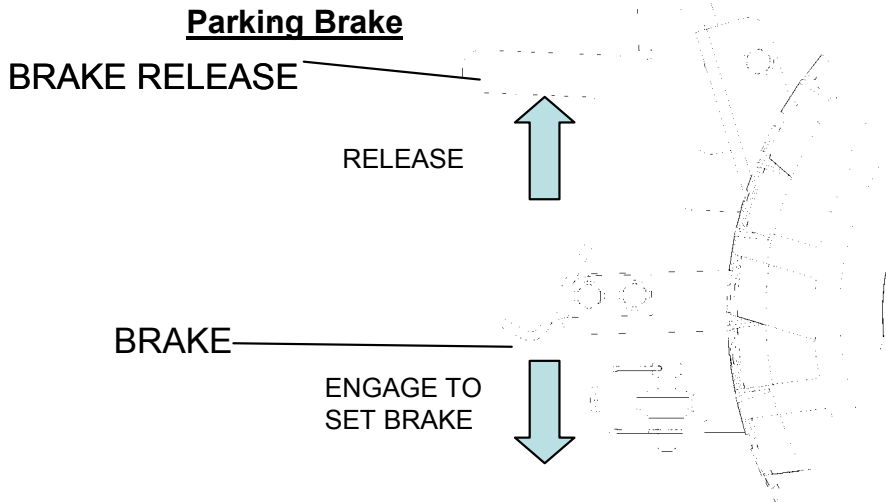 Parking Brake
BRAKE RELEASE
RELEASE
BRAKE
ENGAGE TO
SET BRAKE